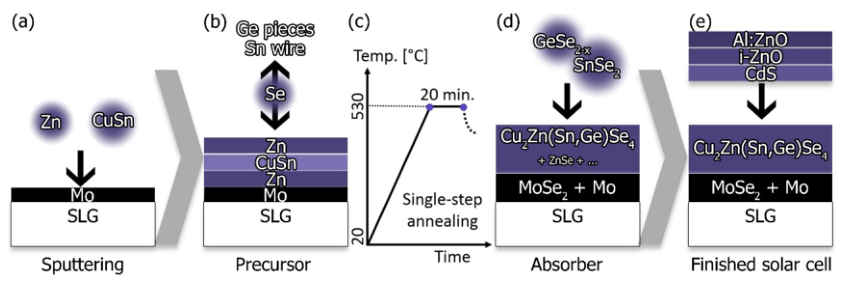 (a)
Zn
CuSn
Mo
SLG
Sputtering
(b)
Ge pieces
Sn wire
Se
Zn
CuSn
Zn
Mo
SLG
Precursor
(c)
Temp. [°C]
20 min.
530
20
Single-step
annealing
Time
(d)
GeSe₂₋ₓ
SnSe₂
Cu₂Zn(Sn,Ge)Se₄
+ ZnSe + ...
MoSe₂ + Mo
SLG
Absorber
(e)
Al:ZnO
i-ZnO
CdS
Cu₂Zn(Sn,Ge)Se₄
MoSe₂ + Mo
SLG
Finished solar cell